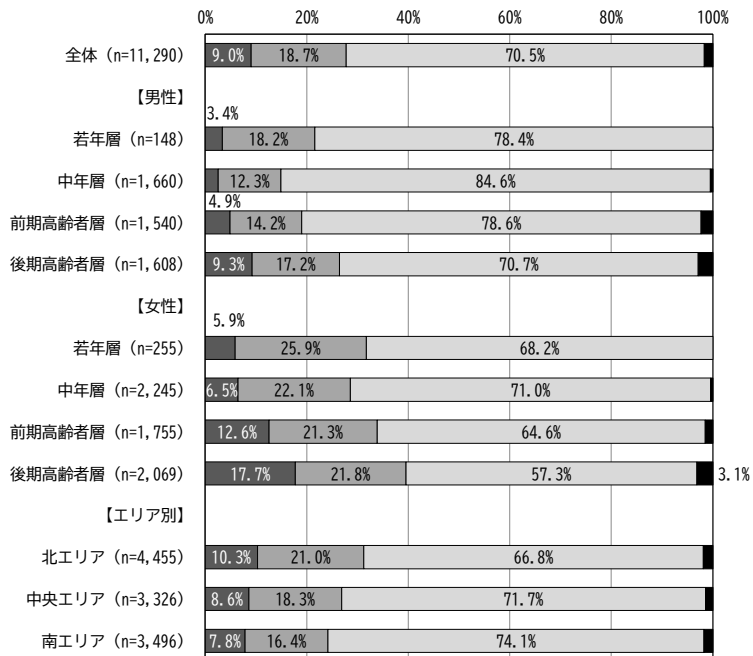 0% 20% 40% 60% 80% 100%
全体（n=11,290） 9.0% 18.7% 70.5%
【男性】
3.4%
若年層（n=148） 18.2% 78.4%
中年層（n=1,660） 12.3% 84.6%
4.9%
前期高齢者層（n=1,540） 14.2% 78.6%
後期高齢者層（n=1,608） 9.3% 17.2% 70.7%
【女性】
5.9%
若年層（n=255） 25.9% 68.2%
中年層（n=2,245） 6.5% 22.1% 71.0%
前期高齢者層（n=1,755） 12.6% 21.3% 64.6%
後期高齢者層（n=2,069） 17.7% 21.8% 57.3% 3.1%
【エリア別】
北エリア（n=4,455） 10.3% 21.0% 66.8%
中央エリア（n=3,326） 8.6% 18.3% 71.7%
南エリア（n=3,496） 7.8% 16.4% 74.1%